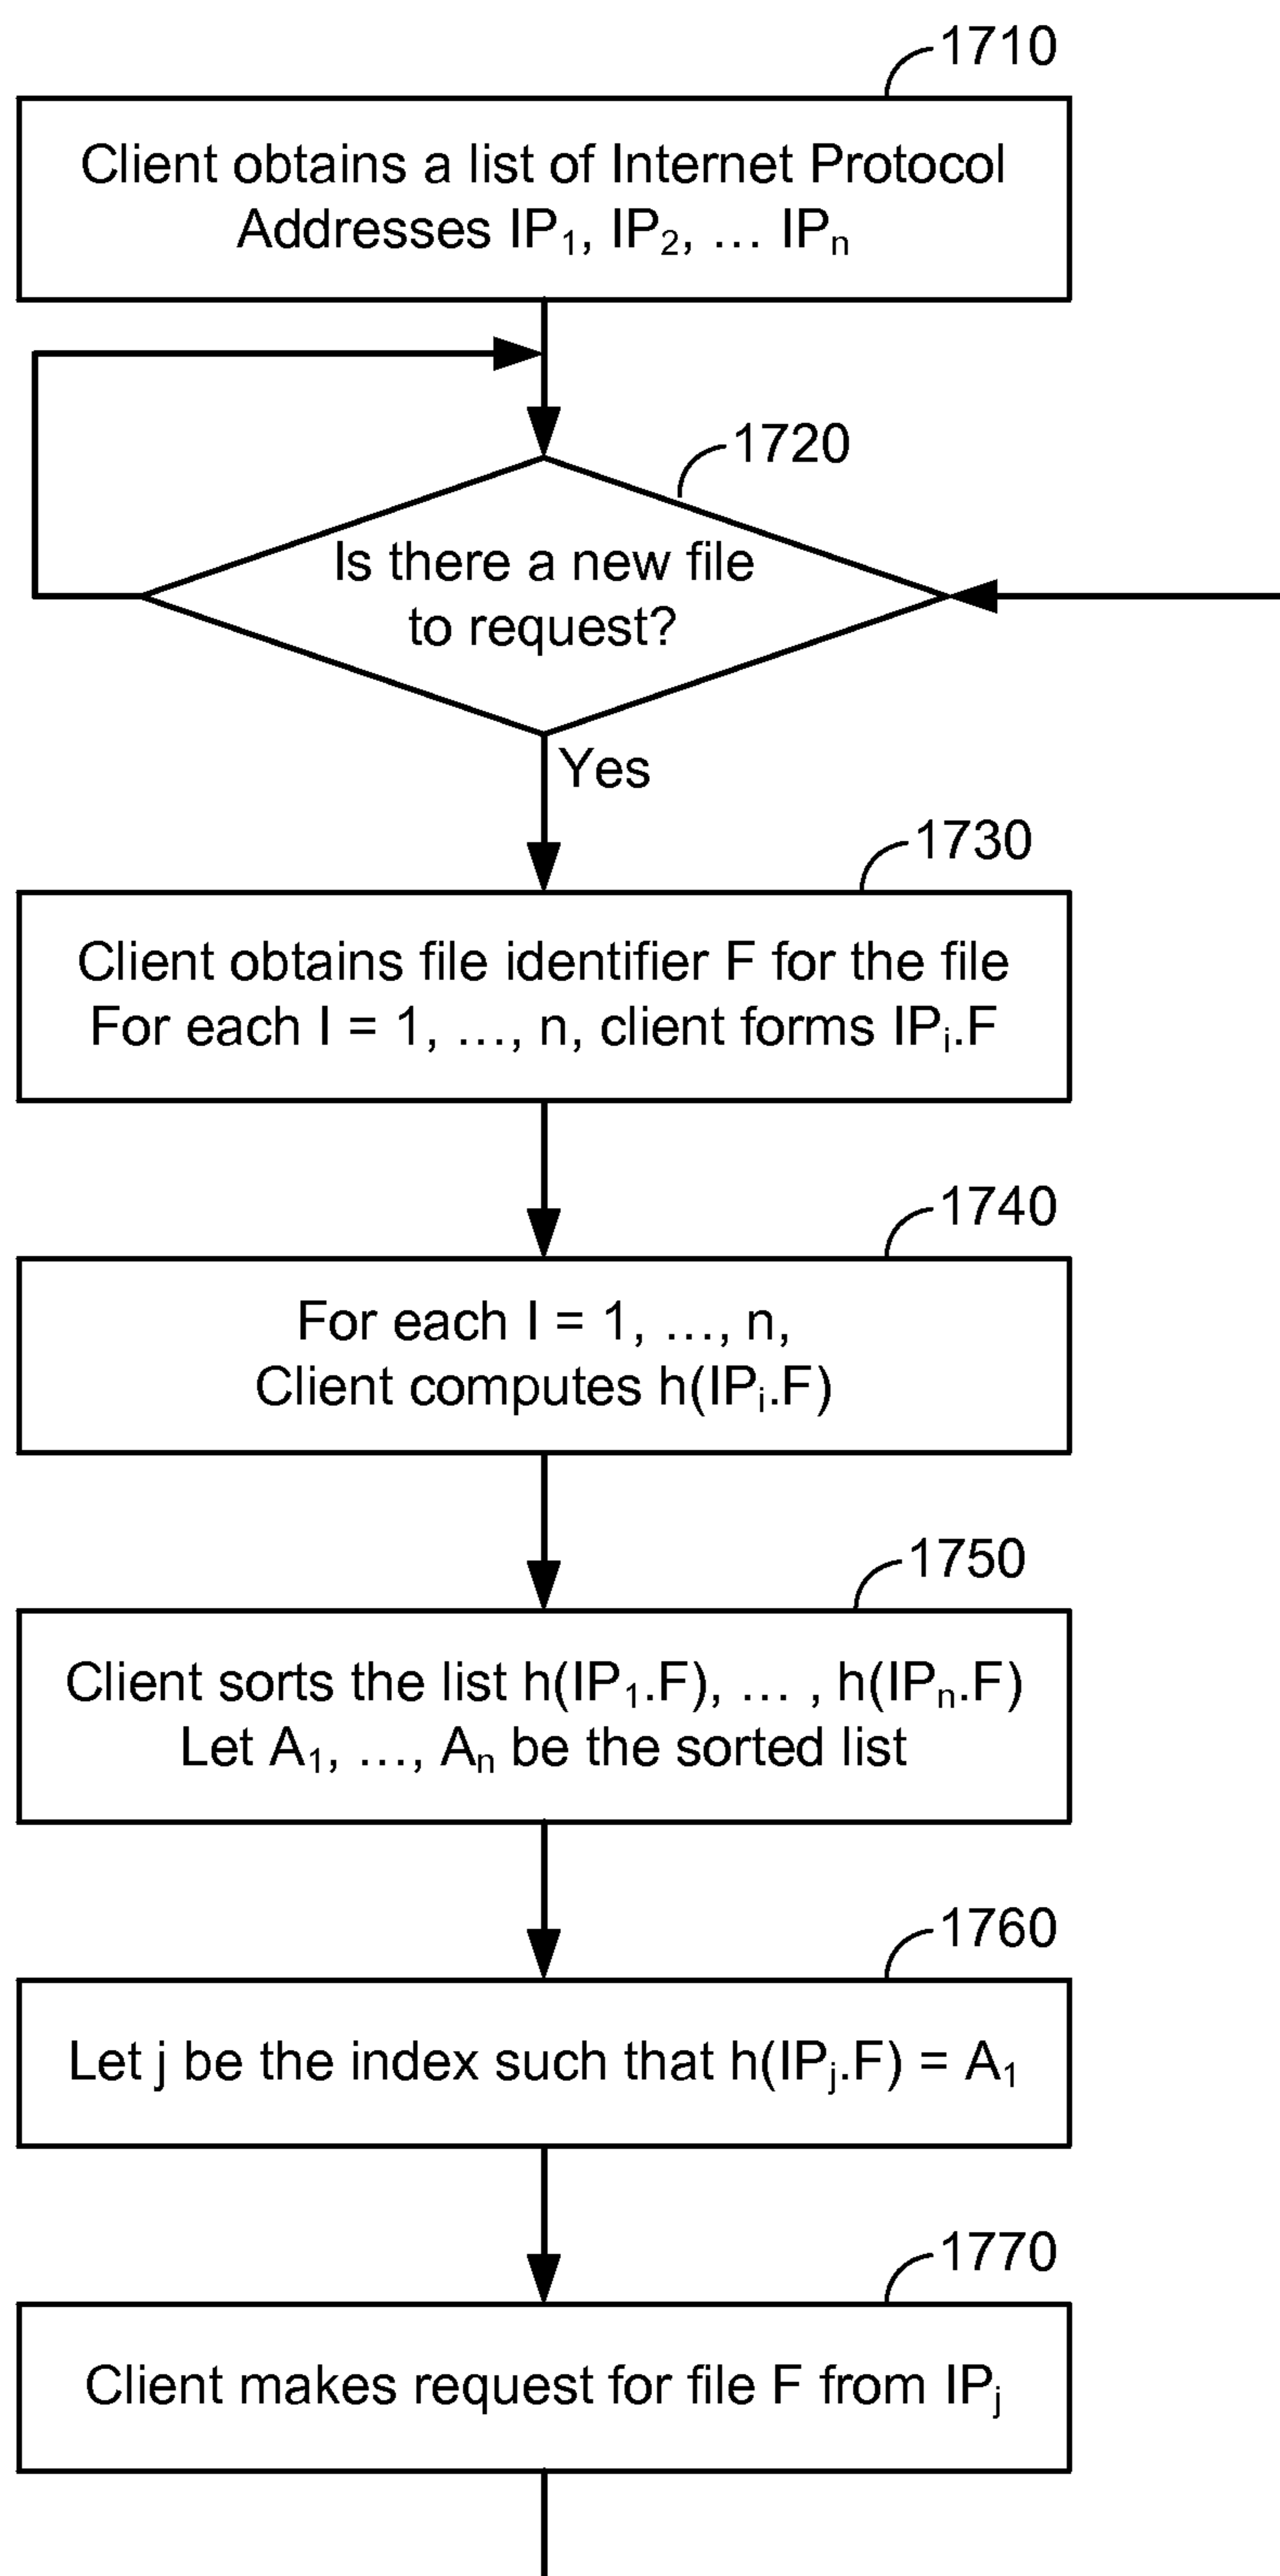 1710
Client obtains a list of Internet Protocol
Addresses IP₁, IP₂, … IPₙ
1720
Is there a new file
to request?
Yes
1730
Client obtains file identifier F for the file
For each I = 1, …, n, client forms IPᵢ.F
1740
For each I = 1, …, n,
Client computes h(IPᵢ.F)
1750
Client sorts the list h(IP₁.F), … , h(IPₙ.F)
Let A₁, …, Aₙ be the sorted list
1760
Let j be the index such that h(IPⱼ.F) = A₁
1770
Client makes request for file F from IPⱼ